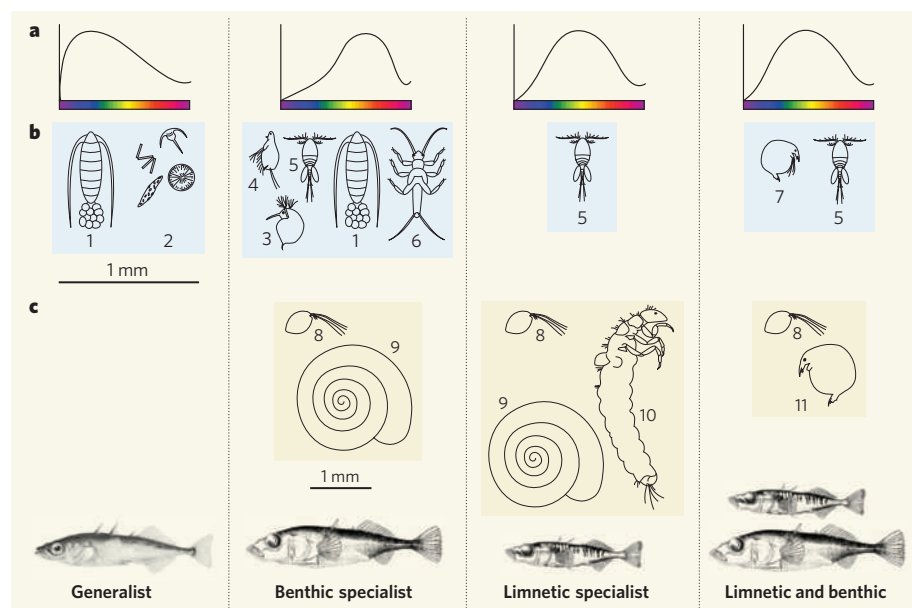 a
b
1
2
4
5
3
1
6
5
7
5
1 mm
c
8
9
8
9
10
8
11
1 mm
Generalist
Benthic specialist
Limnetic specialist
Limnetic and benthic